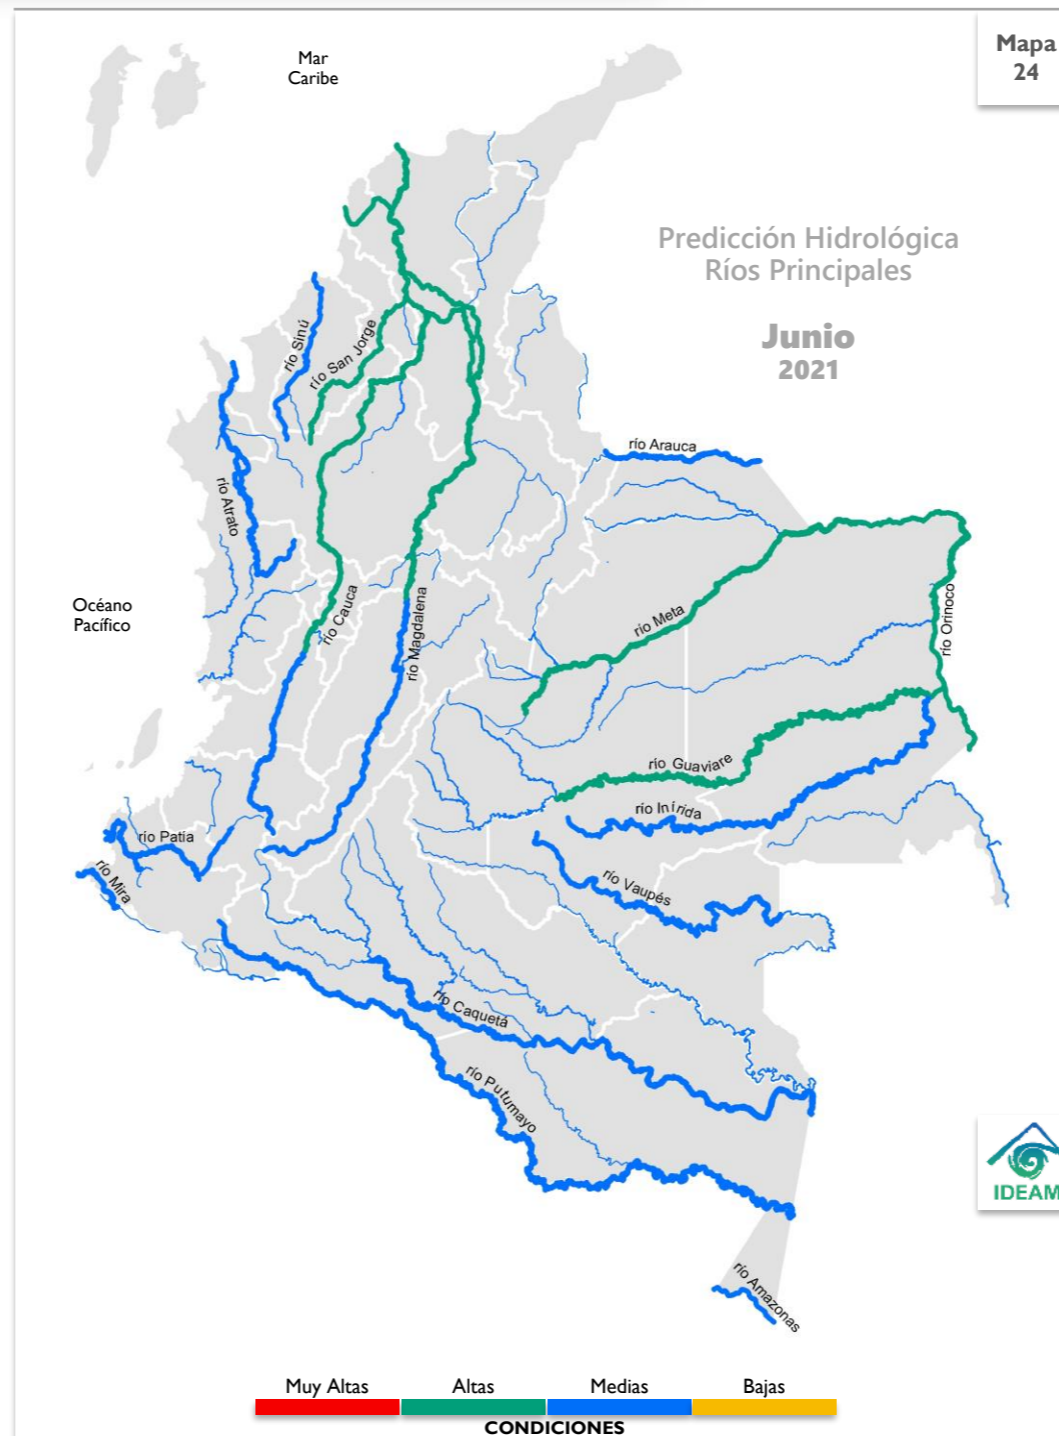 Mapa
24
Mar
Caribe
Predicción Hidrológica
Ríos Principales
Junio
2021
río Sinú
río San Jorge
río Arauca
río Atrato
río Cauca
río Magdalena
río Meta
río Orinoco
Océano
Pacífico
río Guaviare
río Inírida
río Patía
río Mira
río Vaupés
río Caquetá
río Putumayo
río Amazonas
IDEAM
Muy Altas
Altas
Medias
Bajas
CONDICIONES